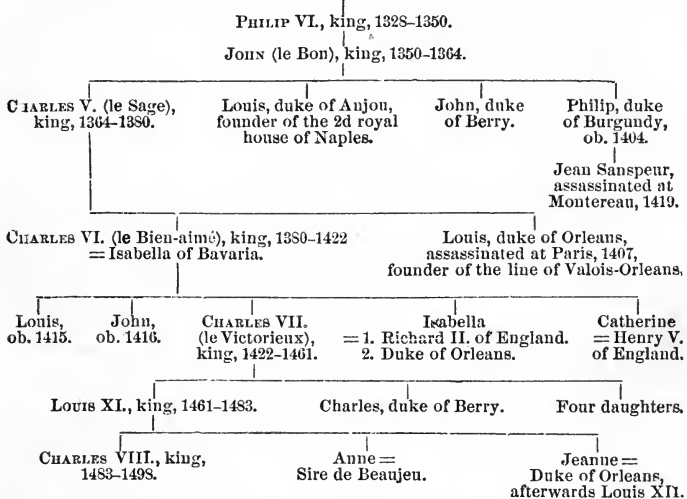 PHILIP VI., king, 1328–1350.
JOHN (le Bon), king, 1350–1364.
CHARLES V. (le Sage),
king, 1364–1380.
Louis, duke of Anjou,
founder of the 2d royal
house of Naples.
John, duke
of Berry.
Philip, duke
of Burgundy,
ob. 1404.
Jean Sanspeur,
assassinated at
Montereau, 1419.
CHARLES VI. (le Bien-aimé), king, 1380–1422
= Isabella of Bavaria.
Louis, duke of Orleans,
assassinated at Paris, 1407,
founder of the line of Valois-Orleans,
Louis,
ob. 1415.
John,
ob. 1416.
CHARLES VII.
(le Victorieux),
king, 1422–1461.
Isabella
= 1. Richard II. of England.
2. Duke of Orleans.
Catherine
= Henry V.
of England.
LOUIS XI., king, 1461–1483.
Charles, duke of Berry.
Four daughters.
CHARLES VIII., king,
1483–1498.
Anne =
Sire de Beaujeu.
Jeanne =
Duke of Orleans,
afterwards Louis XII.